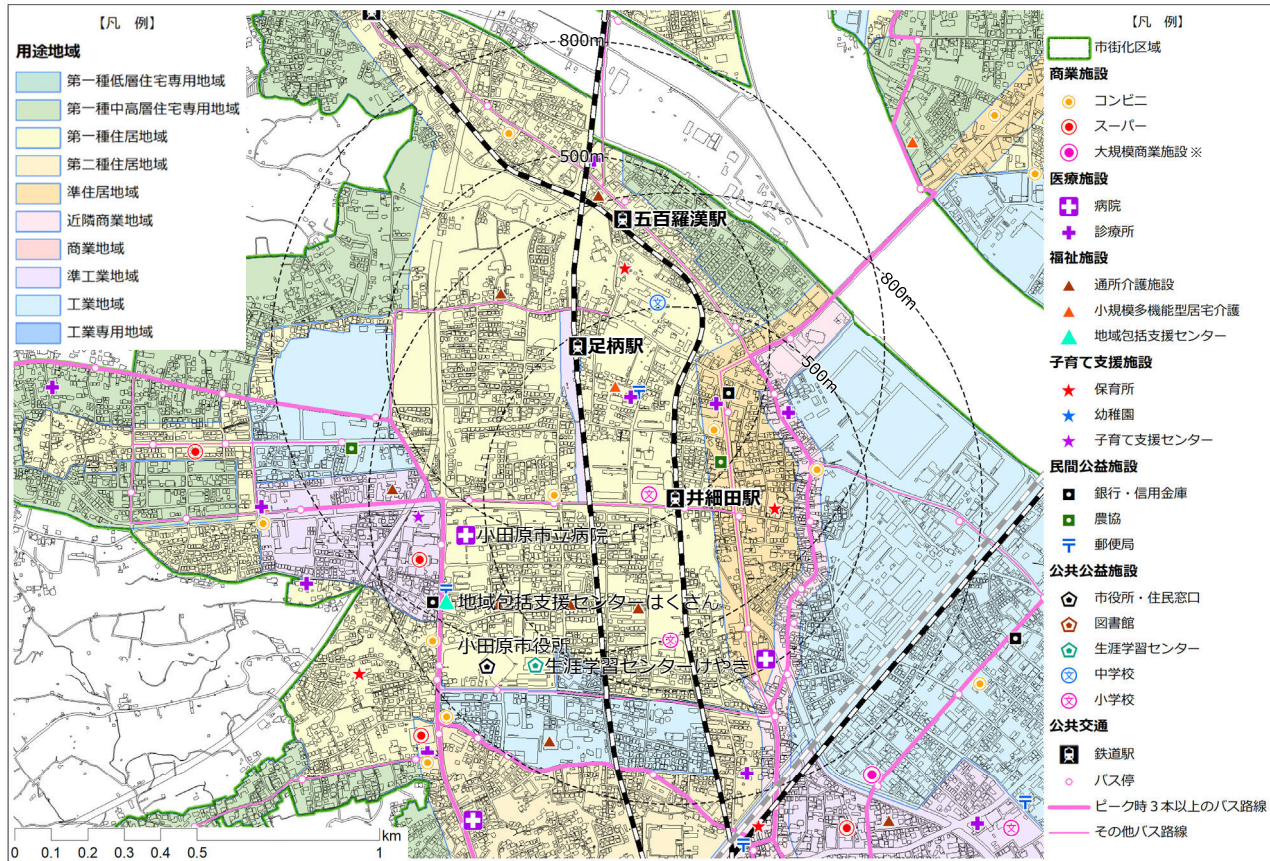 【凡　例】
用途地域
第一種低層住宅専用地域
第一種中高層住宅専用地域
第一種住居地域
第二種住居地域
準住居地域
近隣商業地域
商業地域
準工業地域
工業地域
工業専用地域
800m
500m
五百羅漢駅
800m
足柄駅
500m
井細田駅
小田原市立病院
地域包括支援センターはくさん
小田原市役所
生涯学習センターけやき
km
0 0.1 0.2 0.3 0.4 0.5 1
【凡　例】
市街化区域
商業施設
コンビニ
スーパー
大規模商業施設※
医療施設
病院
診療所
福祉施設
通所介護施設
小規模多機能型居宅介護
地域包括支援センター
子育て支援施設
保育所
幼稚園
子育て支援センター
民間公益施設
銀行・信用金庫
農協
郵便局
公共公益施設
市役所・住民窓口
図書館
生涯学習センター
文 中学校
文 小学校
公共交通
鉄道駅
バス停
ピーク時３本以上のバス路線
その他バス路線